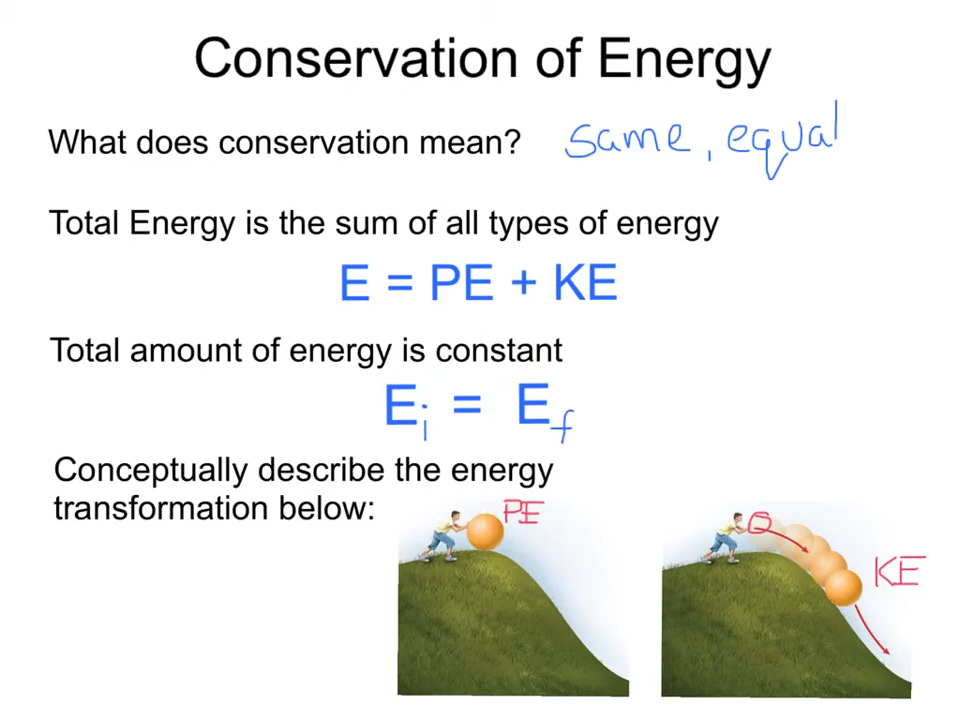 Conservation of Energy
What does conservation mean? same, equal
Total Energy is the sum of all types of energy
E = PE + KE
Total amount of energy is constant
Ei = Ef
Conceptually describe the energy
transformation below:
PE
KE